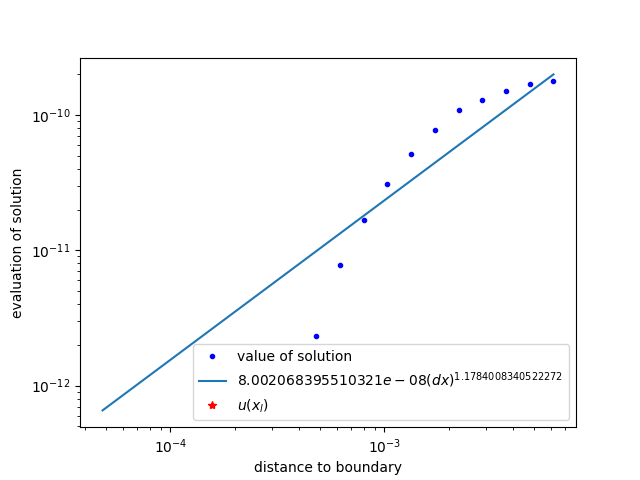 10⁻¹⁰
10⁻¹¹
10⁻¹²
evaluation of solution
value of solution
8.002068395510321e − 08(dx)^1.1784008340522272
u(x_l)
10⁻⁴
10⁻³
distance to boundary